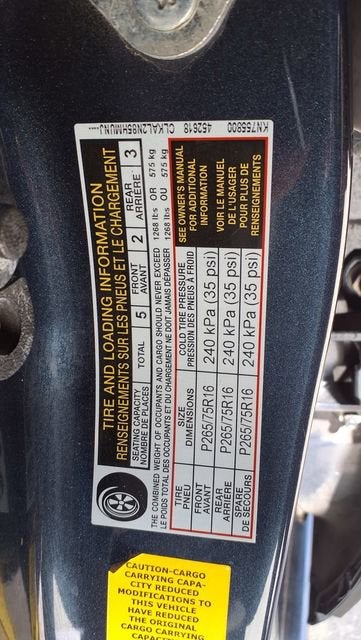 TIRE AND LOADING INFORMATION
RENSEIGNEMENTS SUR LES PNEUS ET LE CHARGEMENT
SEATING CAPACITY
NOMBRE DE PLACES
TOTAL 5
FRONT
AVANT
2
REAR
ARRIÈRE
3
THE COMBINED WEIGHT OF OCCUPANTS AND CARGO SHOULD NEVER EXCEED 1268 lbs OR 575 kg
LE POIDS TOTAL DES OCCUPANTS ET DU CHARGEMENT NE DOIT JAMAIS DÉPASSER 1268 lbs OU 575 kg
TIRE
PNEU
SIZE
DIMENSIONS
COLD TIRE PRESSURE
PRESSION DES PNEUS À FROID
FRONT
AVANT
P265/75R16
240 kPa (35 psi)
REAR
ARRIÈRE
P265/75R16
240 kPa (35 psi)
SPARE
DE SECOURS
P265/75R16
240 kPa (35 psi)
SEE OWNER'S MANUAL
FOR ADDITIONAL
INFORMATION
VOIR LE MANUEL
DE L'USAGER
POUR PLUS DE
RENSEIGNEMENTS
452618
KN755800
CAUTION-CARGO
CARRYING CAPA-
CITY REDUCED
MODIFICATIONS TO
THIS VEHICLE
HAVE REDUCED
THE ORIGINAL
CARGO CARRYING